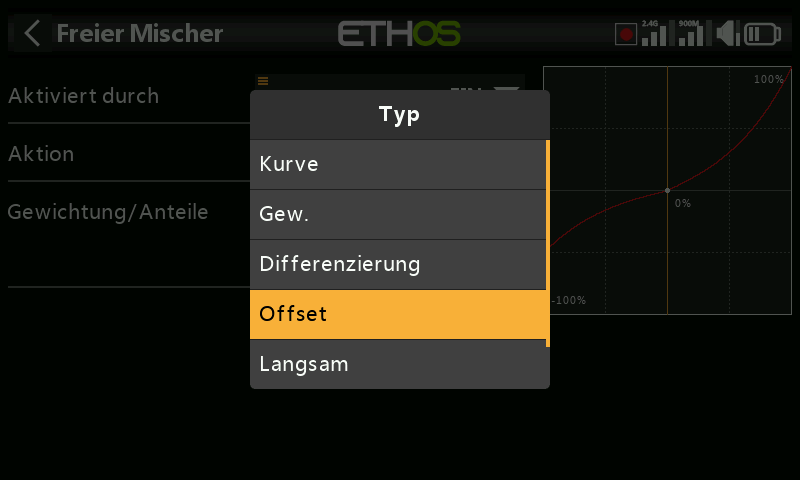 Freier Mischer
ETHOS
2.4G
900M
Aktiviert durch
Aktion
Gewichtung/Anteile
Typ
Kurve
Gew.
Differenzierung
Offset
Langsam
100%
0%
-100%